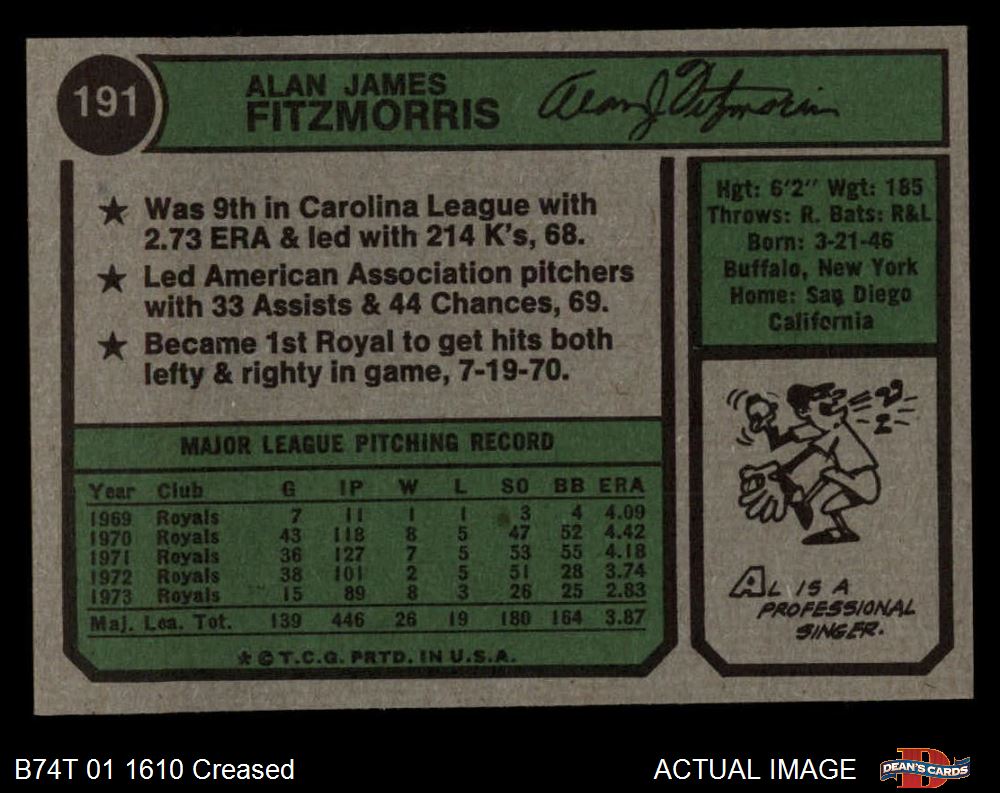 191
ALAN JAMES
FITZMORRIS
Alan J Fitzmorris
★ Was 9th in Carolina League with
2.73 ERA & led with 214 K's, 68.
★ Led American Association pitchers
with 33 Assists & 44 Chances, 69.
★ Became 1st Royal to get hits both
lefty & righty in game, 7-19-70.
Hgt: 6'2" Wgt: 185
Throws: R. Bats: R&L
Born: 3-21-46
Buffalo, New York
Home: San Diego
California
MAJOR LEAGUE PITCHING RECORD
Year Club G IP W L SO BB ERA
1969 Royals 7 11 1 1 3 4 4.09
1970 Royals 43 118 8 5 47 52 4.42
1971 Royals 36 127 7 5 53 55 4.18
1972 Royals 38 101 2 5 51 28 3.74
1973 Royals 15 89 8 3 26 25 2.83
Maj. Lea. Tot. 139 446 26 19 180 164 3.87
★ © T.C.G. PRTD. IN U.S.A.
AL IS A
PROFESSIONAL
SINGER.
B74T 01 1610 Creased
ACTUAL IMAGE
D
DEAN'S CARDS